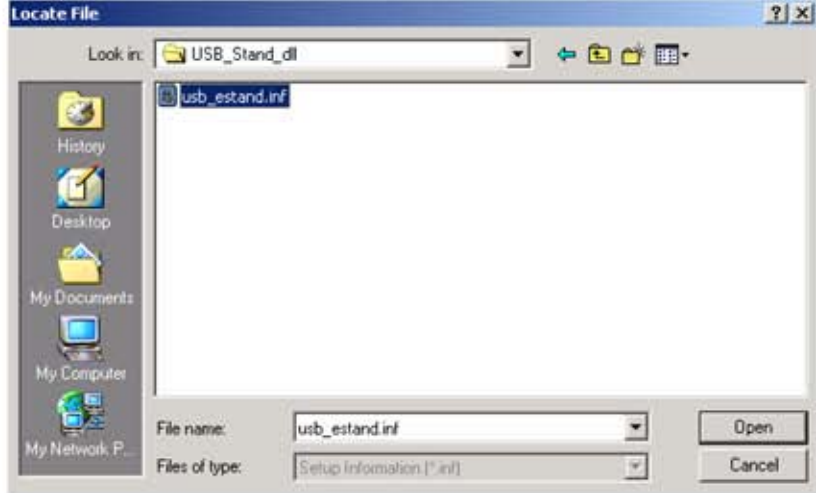 Locate File
Look in: USB_Stand_dll
usb_estand.inf
History
Desktop
My Documents
My Computer
My Network P...
File name: usb_estand.inf Open
Files of type: Setup Information (*.inf) Cancel